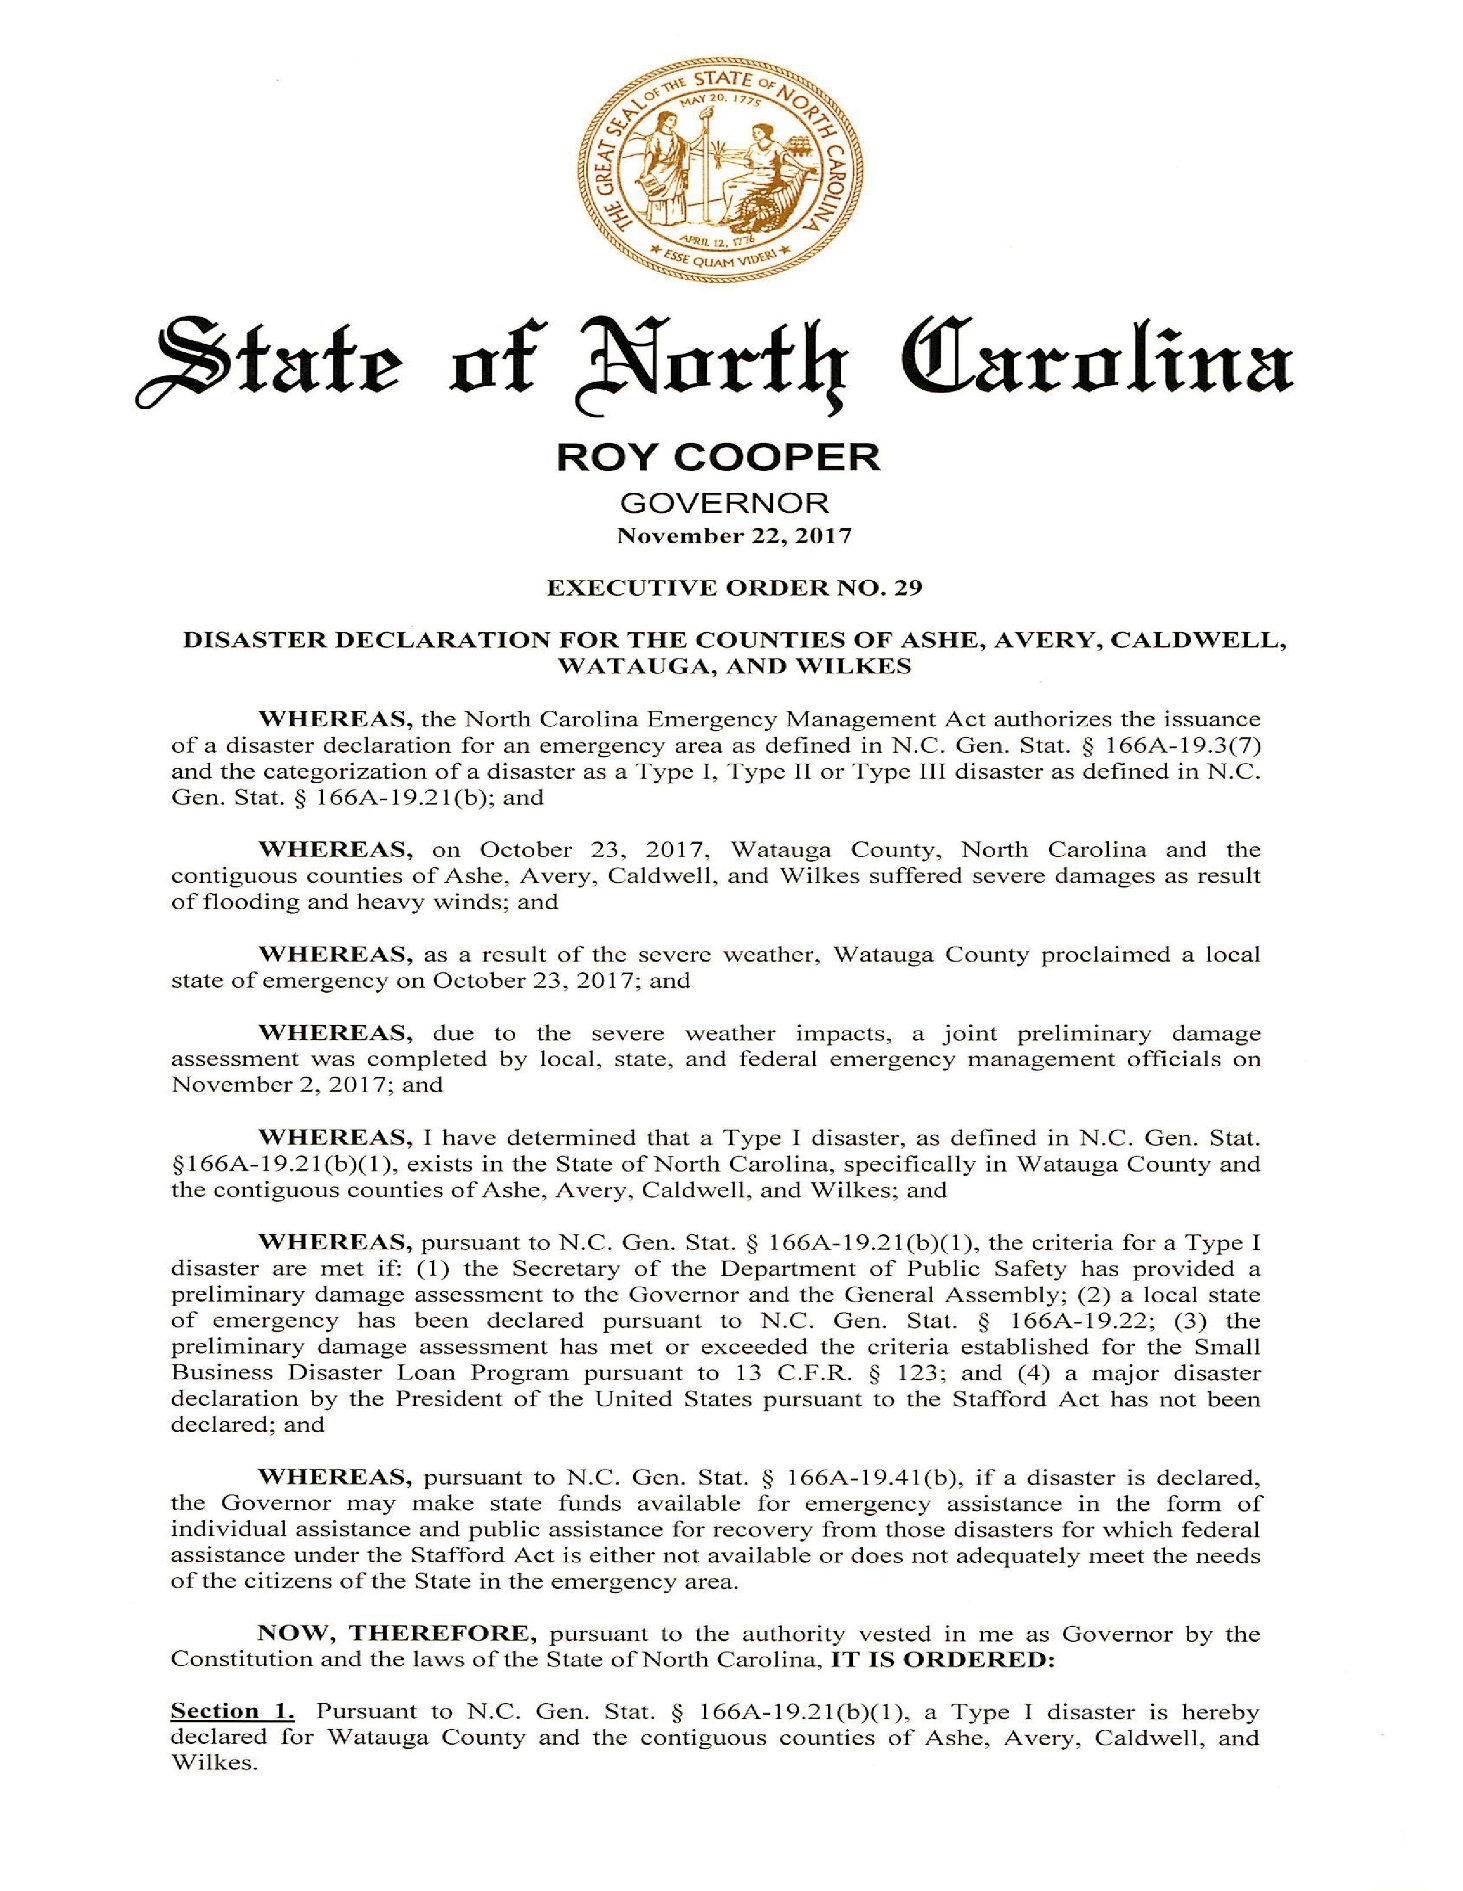 THE GREAT SEAL OF THE STATE OF NORTH CAROLINA
MAY 20, 1775
APRIL 12, 1776
★ ESSE QUAM VIDERI ★
State of North Carolina
ROY COOPER
GOVERNOR
November 22, 2017
EXECUTIVE ORDER NO. 29
DISASTER DECLARATION FOR THE COUNTIES OF ASHE, AVERY, CALDWELL,
WATAUGA, AND WILKES
WHEREAS, the North Carolina Emergency Management Act authorizes the issuance
of a disaster declaration for an emergency area as defined in N.C. Gen. Stat. § 166A-19.3(7)
and the categorization of a disaster as a Type I, Type II or Type III disaster as defined in N.C.
Gen. Stat. § 166A-19.21(b); and
WHEREAS, on October 23, 2017, Watauga County, North Carolina and the
contiguous counties of Ashe, Avery, Caldwell, and Wilkes suffered severe damages as result
of flooding and heavy winds; and
WHEREAS, as a result of the severe weather, Watauga County proclaimed a local
state of emergency on October 23, 2017; and
WHEREAS, due to the severe weather impacts, a joint preliminary damage
assessment was completed by local, state, and federal emergency management officials on
November 2, 2017; and
WHEREAS, I have determined that a Type I disaster, as defined in N.C. Gen. Stat.
§166A-19.21(b)(1), exists in the State of North Carolina, specifically in Watauga County and
the contiguous counties of Ashe, Avery, Caldwell, and Wilkes; and
WHEREAS, pursuant to N.C. Gen. Stat. § 166A-19.21(b)(1), the criteria for a Type I
disaster are met if: (1) the Secretary of the Department of Public Safety has provided a
preliminary damage assessment to the Governor and the General Assembly; (2) a local state
of emergency has been declared pursuant to N.C. Gen. Stat. § 166A-19.22; (3) the
preliminary damage assessment has met or exceeded the criteria established for the Small
Business Disaster Loan Program pursuant to 13 C.F.R. § 123; and (4) a major disaster
declaration by the President of the United States pursuant to the Stafford Act has not been
declared; and
WHEREAS, pursuant to N.C. Gen. Stat. § 166A-19.41(b), if a disaster is declared,
the Governor may make state funds available for emergency assistance in the form of
individual assistance and public assistance for recovery from those disasters for which federal
assistance under the Stafford Act is either not available or does not adequately meet the needs
of the citizens of the State in the emergency area.
NOW, THEREFORE, pursuant to the authority vested in me as Governor by the
Constitution and the laws of the State of North Carolina, IT IS ORDERED:
Section 1. Pursuant to N.C. Gen. Stat. § 166A-19.21(b)(1), a Type I disaster is hereby
declared for Watauga County and the contiguous counties of Ashe, Avery, Caldwell, and
Wilkes.